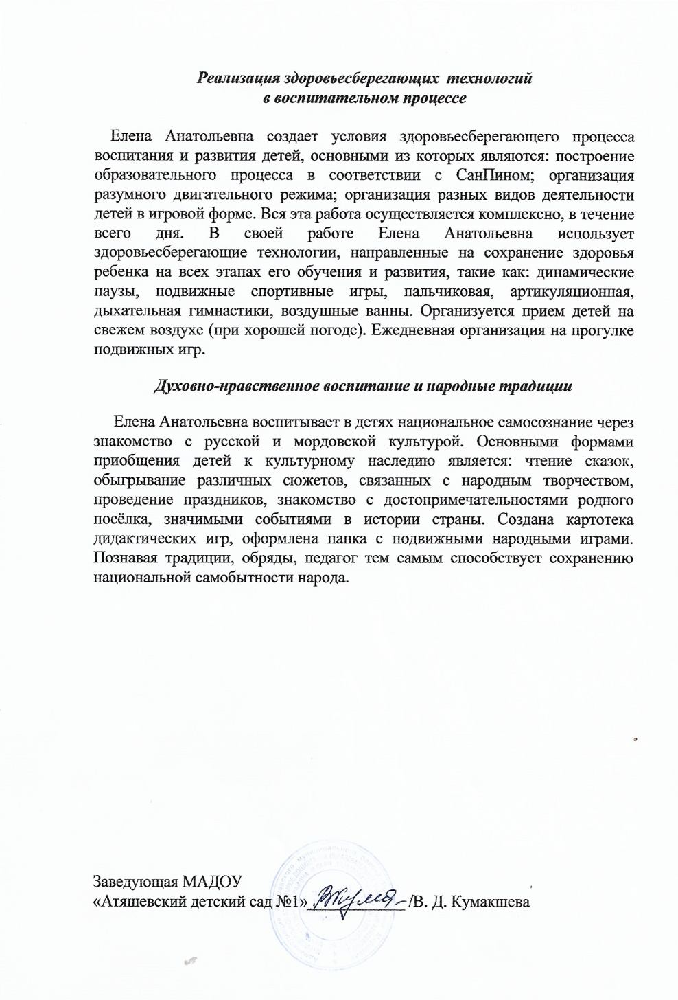 Реализация здоровьесберегающих технологий
в воспитательном процессе
Елена Анатольевна создает условия здоровьесберегающего процесса
воспитания и развития детей, основными из которых являются: построение
образовательного процесса в соответствии с СанПином; организация
разумного двигательного режима; организация разных видов деятельности
детей в игровой форме. Вся эта работа осуществляется комплексно, в течение
всего дня. В своей работе Елена Анатольевна использует
здоровьесберегающие технологии, направленные на сохранение здоровья
ребенка на всех этапах его обучения и развития, такие как: динамические
паузы, подвижные спортивные игры, пальчиковая, артикуляционная,
дыхательная гимнастики, воздушные ванны. Организуется прием детей на
свежем воздухе (при хорошей погоде). Ежедневная организация на прогулке
подвижных игр.
Духовно-нравственное воспитание и народные традиции
Елена Анатольевна воспитывает в детях национальное самосознание через
знакомство с русской и мордовской культурой. Основными формами
приобщения детей к культурному наследию является: чтение сказок,
обыгрывание различных сюжетов, связанных с народным творчеством,
проведение праздников, знакомство с достопримечательностями родного
посёлка, значимыми событиями в истории страны. Создана картотека
дидактических игр, оформлена папка с подвижными народными играми.
Познавая традиции, обряды, педагог тем самым способствует сохранению
национальной самобытности народа.
Заведующая МАДОУ
«Атяшевский детский сад №1»____________/В. Д. Кумакшева